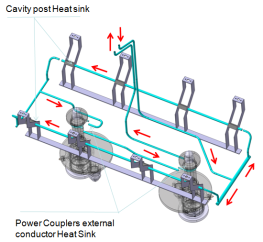 Cavity post Heat sink
Power Couplers external
conductor Heat Sink